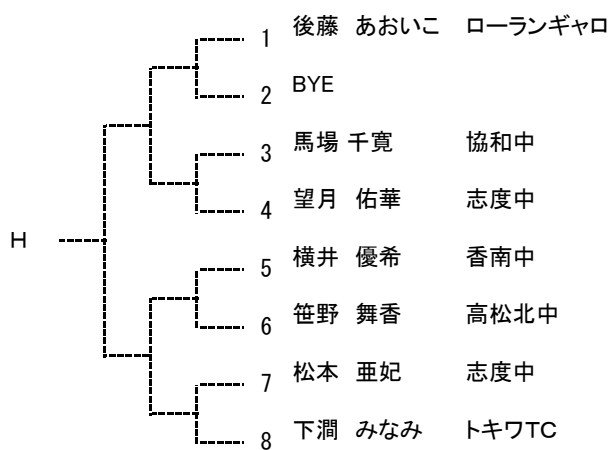 1 後藤 あおいこ ローランギャロ
2 BYE
3 馬場 千寛 協和中
4 望月 佑華 志度中
H
5 横井 優希 香南中
6 笹野 舞香 高松北中
7 松本 亜妃 志度中
8 下澗 みなみ トキワTC